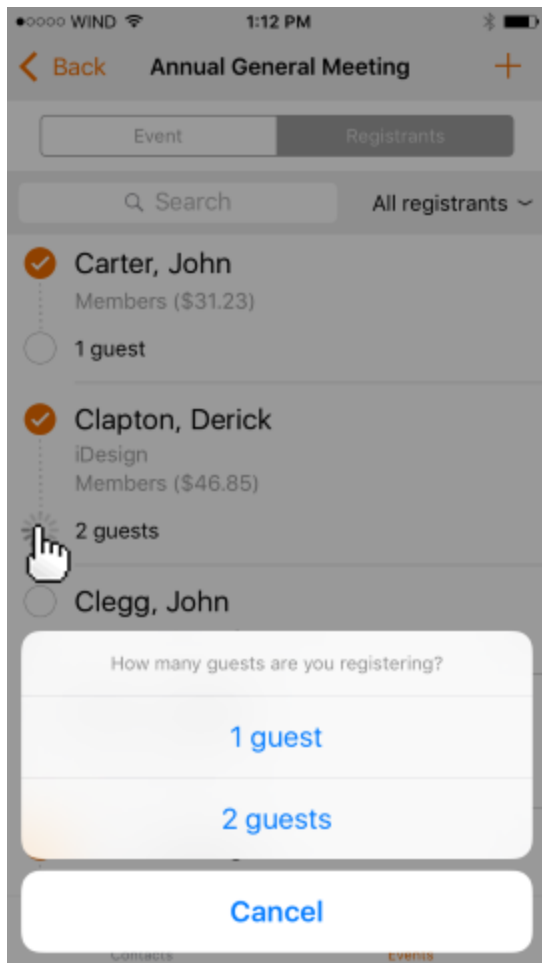 WIND 1:12 PM
Back Annual General Meeting +
Event Registrants
Search All registrants
Carter, John
Members ($31.23)
1 guest
Clapton, Derick
iDesign
Members ($46.85)
2 guests
Clegg, John
How many guests are you registering?
1 guest
2 guests
Cancel
Contacts Events